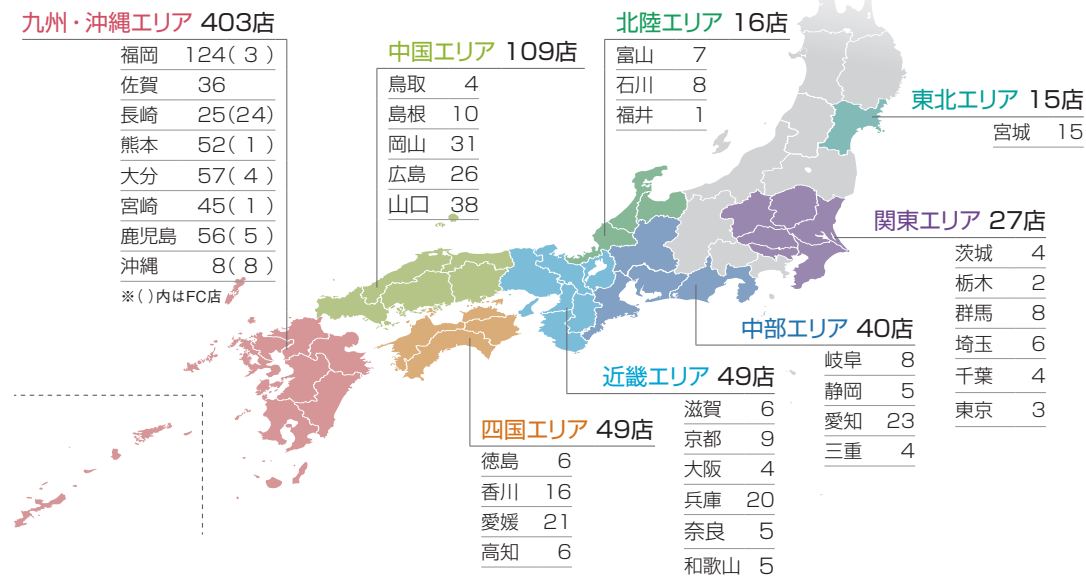 九州・沖縄エリア 403店
福岡 124( 3 )
佐賀 36
長崎 25(24)
熊本 52( 1 )
大分 57( 4 )
宮崎 45( 1 )
鹿児島 56( 5 )
沖縄 8( 8 )
※( )内はFC店
中国エリア 109店
鳥取 4
島根 10
岡山 31
広島 26
山口 38
北陸エリア 16店
富山 7
石川 8
福井 1
東北エリア 15店
宮城 15
関東エリア 27店
茨城 4
栃木 2
群馬 8
埼玉 6
千葉 4
東京 3
中部エリア 40店
岐阜 8
静岡 5
愛知 23
三重 4
近畿エリア 49店
滋賀 6
京都 9
大阪 4
兵庫 20
奈良 5
和歌山 5
四国エリア 49店
徳島 6
香川 16
愛媛 21
高知 6